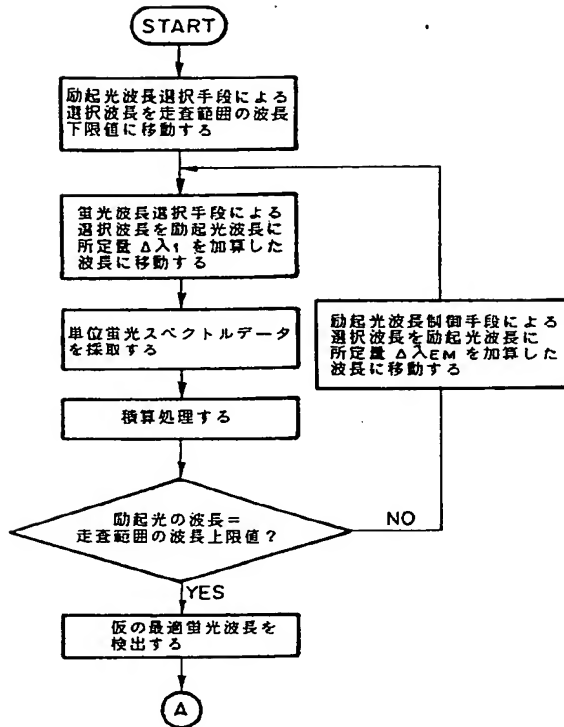 START
励起光波長選択手段による
選択波長を走査範囲の波長
下限値に移動する
蛍光波長選択手段による
選択波長を励起光波長に
所定量 Δλ1 を加算した
波長に移動する
単位蛍光スペクトルデータ
を採取する
積算処理する
励起光の波長=
走査範囲の波長上限値?
NO
励起光波長制御手段による
選択波長を励起光波長に
所定量 ΔλEM を加算した
波長に移動する
YES
仮の最適蛍光波長を
検出する
A